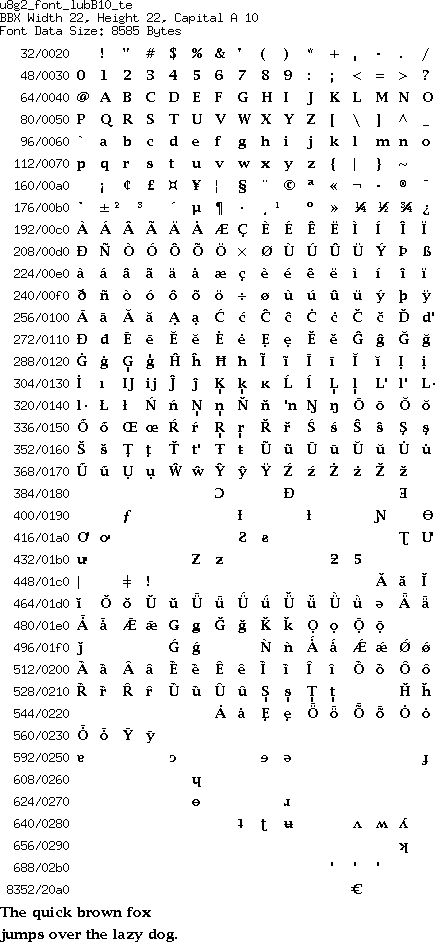 u8g2_font_lubB10_te
BBX Width 22, Height 22, Capital A 10
Font Data Size: 8585 Bytes
32/0020 ! " # $ % & ' ( ) * + , - . /
48/0030 0 1 2 3 4 5 6 7 8 9 : ; < = > ?
64/0040 @ A B C D E F G H I J K L M N O
80/0050 P Q R S T U V W X Y Z [ \ ] ^ _
96/0060 ` a b c d e f g h i j k l m n o
112/0070 p q r s t u v w x y z { | } ~
160/00a0 ¡ ¢ £ ¤ ¥ ¦ § ¨ © ª « ¬ - ® ¯
176/00b0 ° ± ² ³ ´ µ ¶ · ¸ ¹ º » ¼ ½ ¾ ¿
192/00c0 À Á Â Ã Ä Å Æ Ç È É Ê Ë Ì Í Î Ï
208/00d0 Ð Ñ Ò Ó Ô Õ Ö × Ø Ù Ú Û Ü Ý Þ ß
224/00e0 à á â ã ä å æ ç è é ê ë ì í î ï
240/00f0 ð ñ ò ó ô õ ö ÷ ø ù ú û ü ý þ ÿ
256/0100 Ā ā Ă ă Ą ą Ć ć Ĉ ĉ Ċ ċ Č č Ď ď
272/0110 Đ đ Ē ē Ĕ ĕ Ė ė Ę ę Ě ě Ĝ ĝ Ğ ğ
288/0120 Ġ ġ Ģ ģ Ĥ ĥ Ħ ħ Ĩ ĩ Ī ī Ĭ ĭ Į į
304/0130 İ ı Ĳ ĳ Ĵ ĵ Ķ ķ ĸ Ĺ ĺ Ļ ļ Ľ ľ Ŀ
320/0140 ŀ Ł ł Ń ń Ņ ņ Ň ň ŉ Ŋ ŋ Ō ō Ŏ ŏ
336/0150 Ő ő Œ œ Ŕ ŕ Ŗ ŗ Ř ř Ś ś Ŝ ŝ Ş ş
352/0160 Š š Ţ ţ Ť ť Ŧ ŧ Ũ ũ Ū ū Ŭ ŭ Ů ů
368/0170 Ű ű Ų ų Ŵ ŵ Ŷ ŷ Ÿ Ź ź Ż ż Ž ž
384/0180 Ɔ Ɖ Ǝ
400/0190 ƒ Ɨ ƚ Ɲ Ɵ
416/01a0 Ơ ơ Ƨ ƨ Ʈ Ư
432/01b0 ư Ƶ ƶ ƻ Ƽ
448/01c0 ǀ ǂ ǃ Ǎ ǎ Ǐ
464/01d0 ǐ Ǒ ǒ Ǔ ǔ Ǖ ǖ Ǘ ǘ Ǚ ǚ Ǜ ǜ ǝ Ǟ ǟ
480/01e0 Ǡ ǡ Ǣ ǣ Ǥ ǥ Ǧ ǧ Ǩ ǩ Ǫ ǫ Ǭ ǭ
496/01f0 ǰ Ǵ ǵ Ǹ ǹ Ǻ ǻ Ǽ ǽ Ǿ ǿ
512/0200 Ȁ ȁ Ȃ ȃ Ȅ ȅ Ȇ ȇ Ȉ ȉ Ȋ ȋ Ȍ ȍ Ȏ ȏ
528/0210 Ȑ ȑ Ȓ ȓ Ȕ ȕ Ȗ ȗ Ș ș Ț ț Ȟ ȟ
544/0220 Ȧ ȧ Ȩ ȩ Ȫ ȫ Ȭ ȭ Ȯ ȯ
560/0230 Ȱ ȱ Ȳ ȳ
592/0250 ɐ ɔ ɘ ə ɟ
608/0260 ɥ
624/0270 ɵ ɹ
640/0280 ʇ ʈ ʉ ʌ ʍ ʎ
656/0290 ʞ
688/02b0 ʻ ʼ ʽ
8352/20a0 €
The quick brown fox
jumps over the lazy dog.